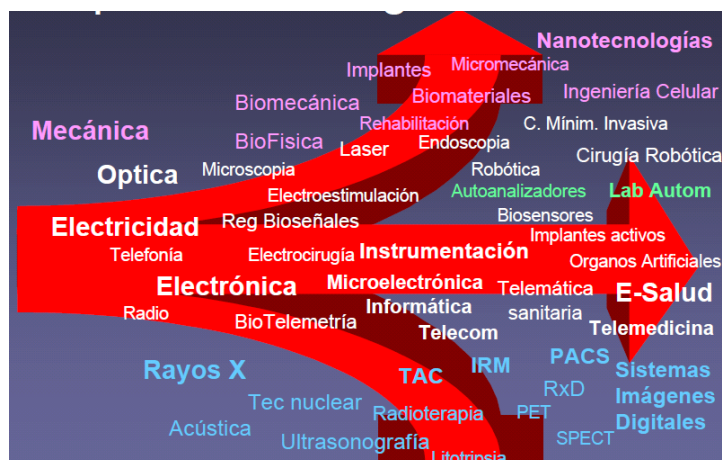 Nanotecnologías
Implantes Micromecánica
Biomecánica Biomateriales Ingeniería Celular
Mecánica Rehabilitación C. Mínim. Invasiva
BioFisica Laser Endoscopia
Optica Microscopia Robótica Cirugía Robótica
Electroestimulación Autoanalizadores Lab Autom
Electricidad Reg Bioseñales Biosensores
Implantes activos
Telefonía Electrocirugía Instrumentación
Organos Artificiales
Electrónica Microelectrónica Telemática E-Salud
Radio BioTelemetría Informática sanitaria
Telecom Telemedicina
Rayos X TAC IRM PACS Sistemas
Tec nuclear RxD Imágenes
Acústica Radioterapia PET Digitales
Ultrasonografía SPECT
Litotripsia